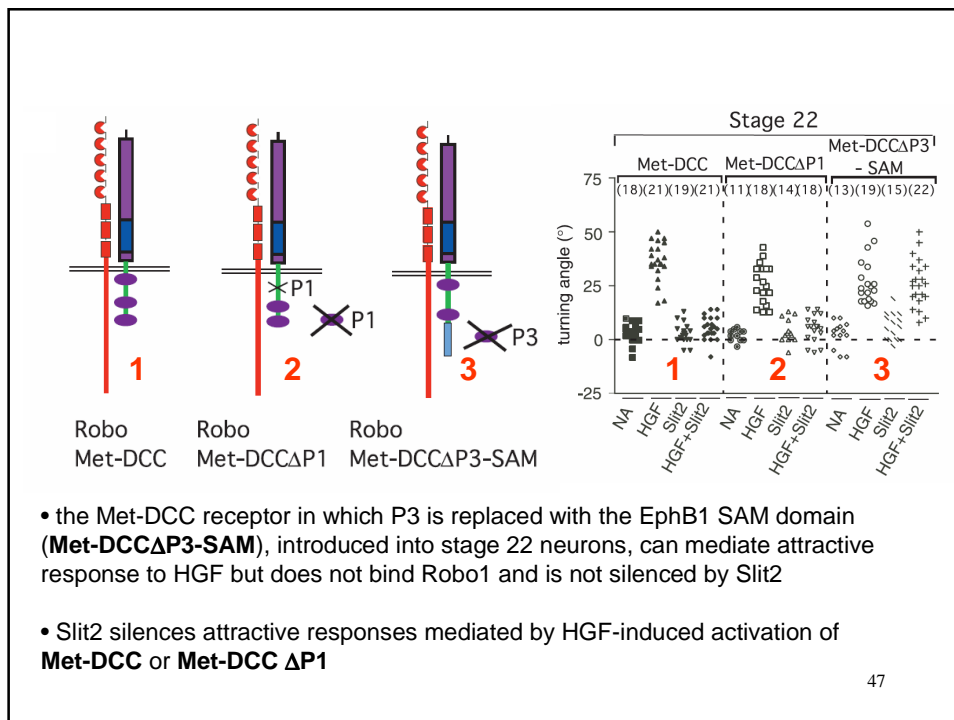 P1
P1
P3
1
2
3
Robo
Met-DCC
Robo
Met-DCCΔP1
Robo
Met-DCCΔP3-SAM
Stage 22
Met-DCC
Met-DCCΔP1
Met-DCCΔP3
- SAM
(18)(21)(19)(21)
(11)(18)(14)(18)
(13)(19)(15)(22)
75
50
25
0
-25
turning angle (°)
1
2
3
NA
HGF
Slit2
HGF+Slit2
NA
HGF
Slit2
HGF+Slit2
NA
HGF
Slit2
HGF+Slit2
• the Met-DCC receptor in which P3 is replaced with the EphB1 SAM domain
(Met-DCCΔP3-SAM), introduced into stage 22 neurons, can mediate attractive
response to HGF but does not bind Robo1 and is not silenced by Slit2
• Slit2 silences attractive responses mediated by HGF-induced activation of
Met-DCC or Met-DCC ΔP1
47